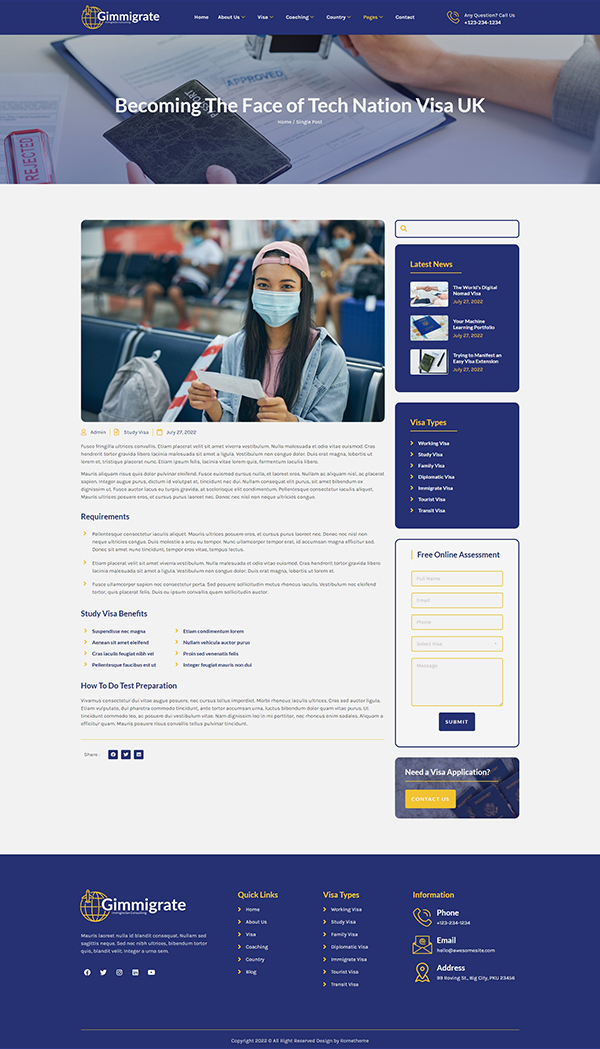 Gimmigrate
Home About Us Visa Coaching Country Pages Contact
Any Question? Call Us
+123-234-1234
APPROVED
PASSPORT
REJECTED
Becoming The Face of Tech Nation Visa UK
Home / Single Post
Latest News
The World's Digital
Nomad Visa
July 27, 2022
Your Machine
Learning Portfolio
July 27, 2022
Trying to Manifest an
Easy Visa Extension
July 27, 2022
Admin Study Visa July 27, 2022
Fusce fringilla ultrices convallis. Etiam placerat velit sit amet viverra vestibulum. Nulla malesuada et odio vitae euismod. Cras
hendrerit tortor gravida libero lacinia malesuada sit amet a ligula. Vestibulum non congue dolor. Duis erat magna, lobortis ut
lorem et, tristique placerat nunc. Etiam ipsum felis, lacinia vitae lorem quis, fermentum iaculis libero.
Mauris aliquam risus quis dolor pulvinar eleifend. Fusce euismod cursus nulla, et laoreet eros. Nullam ac aliquam nisl, ac placerat
sapien. Integer augue purus, dictum id volutpat et, tincidunt nec dui. Nullam consequat elit purus, sit amet bibendum ex
dignissim ut. Fusce auctor lacus eu turpis gravida, at scelerisque elit condimentum. Pellentesque consectetur iaculis aliquet.
Mauris ultrices posuere eros, et cursus purus laoreet nec. Donec nec nisl non neque ultricies congue.
Requirements
Pellentesque consectetur iaculis aliquet. Mauris ultrices posuere eros, et cursus purus laoreet nec. Donec nec nisl non
neque ultricies congue. Duis molestie a arcu eu tempor. Nunc ullamcorper tempor erat, id accumsan magna efficitur sed.
Donec sit amet nunc tincidunt, tempor eros vitae, tempus lectus.
Etiam placerat velit sit amet viverra vestibulum. Nulla malesuada et odio vitae euismod. Cras hendrerit tortor gravida libero
lacinia malesuada sit amet a ligula. Vestibulum non congue dolor. Duis erat magna, lobortis ut lorem et.
Fusce ullamcorper sapien nec consectetur porta. Sed posuere sollicitudin metus rhoncus iaculis. Vestibulum nec eleifend
tortor, quis placerat felis. Duis eu ipsum convallis quam sollicitudin auctor.
Study Visa Benefits
Suspendisse nec magna Etiam condimentum lorem
Aenean sit amet eleifend Nullam vehicula auctor purus
Cras iaculis feugiat nibh vel Proin sed venenatis felis
Pellentesque faucibus est ut Integer feugiat mauris non dui
How To Do Test Preparation
Vivamus consectetur dui vitae augue posuere, nec cursus tellus imperdiet. Morbi rhoncus iaculis ultrices. Cras sed auctor ligula.
Etiam vulputate, dui pharetra commodo tincidunt, ante tortor accumsan urna, luctus bibendum dolor quam vitae purus. Ut
tincidunt commodo leo, ac posuere dui vestibulum vitae. Nam dignissim leo in mi porttitor, nec rhoncus enim sodales. Aliquam a
efficitur quam. Mauris posuere risus convallis tellus pulvinar tincidunt.
Share :
Visa Types
Working Visa
Study Visa
Family Visa
Diplomatic Visa
Immigrate Visa
Tourist Visa
Transit Visa
Free Online Assessment
Full Name
Email
Phone
Select Visa
Message
SUBMIT
Need a Visa Application?
CONTACT US
Gimmigrate
Mauris laoreet nulla id blandit consequat. Nullam sed
sagittis neque. Sed nec nibh ultrices, bibendum tortor
quis, blandit velit. Integer a urna sem.
Quick Links
Home
About Us
Visa
Coaching
Country
Blog
Visa Types
Working Visa
Study Visa
Family Visa
Diplomatic Visa
Immigrate Visa
Tourist Visa
Transit Visa
Information
Phone
+123-234-1234
Email
hello@awesomesite.com
Address
99 Roving St., Big City, PKU 23456
Copyright 2022 © All Right Reserved Design by Rometheme